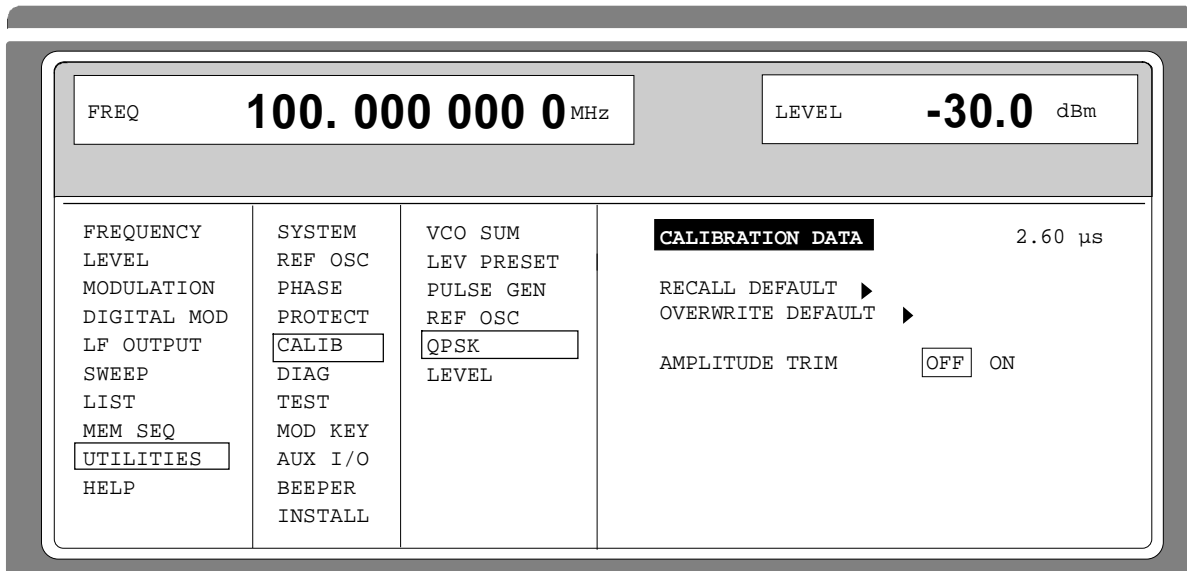 FREQ 100. 000 000 0 MHz
LEVEL -30.0 dBm
FREQUENCY
LEVEL
MODULATION
DIGITAL MOD
LF OUTPUT
SWEEP
LIST
MEM SEQ
UTILITIES
HELP
SYSTEM
REF OSC
PHASE
PROTECT
CALIB
DIAG
TEST
MOD KEY
AUX I/O
BEEPER
INSTALL
VCO SUM
LEV PRESET
PULSE GEN
REF OSC
QPSK
LEVEL
CALIBRATION DATA 2.60 µs
RECALL DEFAULT
OVERWRITE DEFAULT
AMPLITUDE TRIM OFF ON